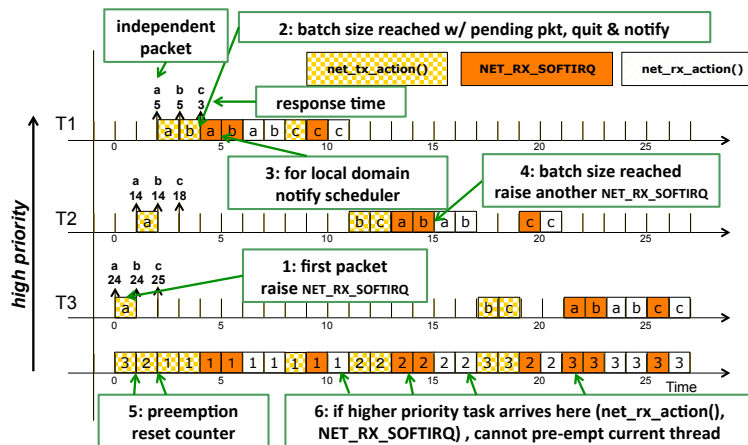 independent
packet
2: batch size reached w/ pending pkt, quit & notify
net_tx_action()
NET_RX_SOFTIRQ
net_rx_action()
a b c
5 5 3
response time
T1
a b a b a b c c c
0 5 10 15 20 25
3: for local domain
notify scheduler
4: batch size reached
raise another NET_RX_SOFTIRQ
a b c
14 14 18
T2
a b c a b a b c c
0 5 10 15 20 25
high priority
1: first packet
raise NET_RX_SOFTIRQ
a b c
24 24 25
T3
a b c a b a b c c
0 5 10 15 20 25
3 2 1 1 1 1 1 1 1 1 1 2 2 2 2 2 2 3 3 2 2 3 3 3 3 3 3
0 5 10 15 20 25 Time
5: preemption
reset counter
6: if higher priority task arrives here (net_rx_action(),
NET_RX_SOFTIRQ) , cannot pre-empt current thread